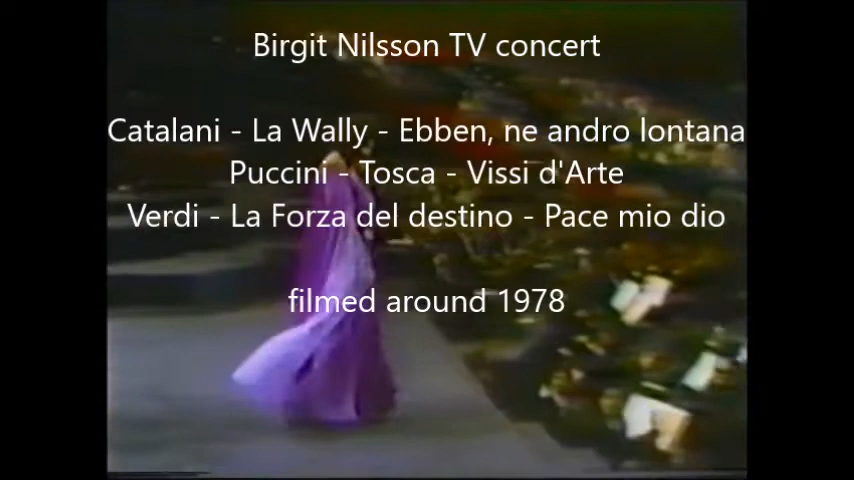 Birgit Nilsson TV concert
Catalani - La Wally - Ebben, ne andro lontana
Puccini - Tosca - Vissi d'Arte
Verdi - La Forza del destino - Pace mio dio
filmed around 1978